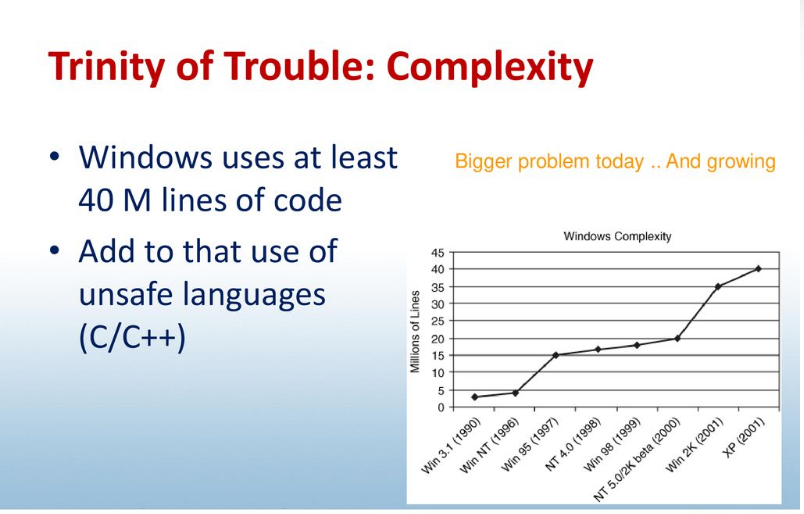 Trinity of Trouble: Complexity
• Windows uses at least
40 M lines of code
• Add to that use of
unsafe languages
(C/C++)
Bigger problem today .. And growing
Windows Complexity
Millions of Lines
45
40
35
30
25
20
15
10
5
0
Win 3.1 (1990)
Win NT (1996)
Win 95 (1997)
NT 4.0 (1998)
Win 98 (1999)
NT 5.0/2K beta (2000)
Win 2K (2001)
XP (2001)